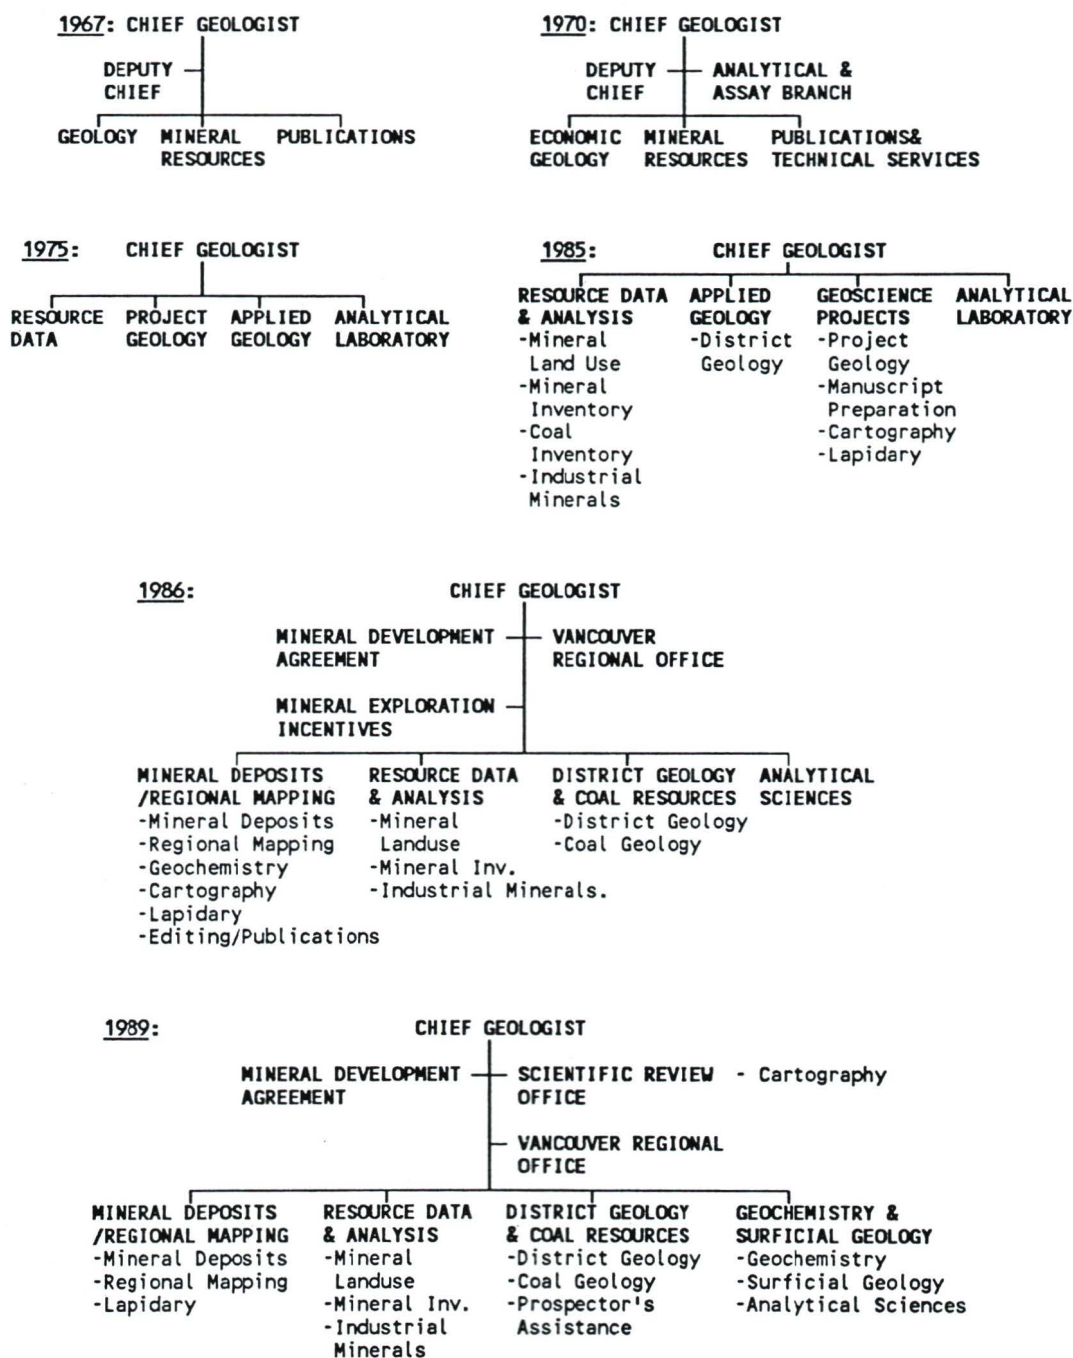 1967: CHIEF GEOLOGIST
DEPUTY
CHIEF
GEOLOGY MINERAL PUBLICATIONS
RESOURCES
1970: CHIEF GEOLOGIST
DEPUTY ANALYTICAL &
CHIEF ASSAY BRANCH
ECONOMIC MINERAL PUBLICATIONS&
GEOLOGY RESOURCES TECHNICAL SERVICES
1975: CHIEF GEOLOGIST
RESOURCE PROJECT APPLIED ANALYTICAL
DATA GEOLOGY GEOLOGY LABORATORY
1985: CHIEF GEOLOGIST
RESOURCE DATA
& ANALYSIS
-Mineral
Land Use
-Mineral
Inventory
-Coal
Inventory
-Industrial
Minerals
APPLIED
GEOLOGY
-District
Geology
GEOSCIENCE
PROJECTS
-Project
Geology
-Manuscript
Preparation
-Cartography
-Lapidary
ANALYTICAL
LABORATORY
1986: CHIEF GEOLOGIST
MINERAL DEVELOPMENT
AGREEMENT
VANCOUVER
REGIONAL OFFICE
MINERAL EXPLORATION
INCENTIVES
MINERAL DEPOSITS
/REGIONAL MAPPING
-Mineral Deposits
-Regional Mapping
-Geochemistry
-Cartography
-Lapidary
-Editing/Publications
RESOURCE DATA
& ANALYSIS
-Mineral
Landuse
-Mineral Inv.
-Industrial Minerals.
DISTRICT GEOLOGY
& COAL RESOURCES
-District Geology
-Coal Geology
ANALYTICAL
SCIENCES
1989: CHIEF GEOLOGIST
MINERAL DEVELOPMENT
AGREEMENT
SCIENTIFIC REVIEW - Cartography
OFFICE
VANCOUVER REGIONAL
OFFICE
MINERAL DEPOSITS
/REGIONAL MAPPING
-Mineral Deposits
-Regional Mapping
-Lapidary
RESOURCE DATA
& ANALYSIS
-Mineral
Landuse
-Mineral Inv.
-Industrial
Minerals
DISTRICT GEOLOGY
& COAL RESOURCES
-District Geology
-Coal Geology
-Prospector's
Assistance
GEOCHEMISTRY &
SURFICIAL GEOLOGY
-Geochemistry
-Surficial Geology
-Analytical Sciences